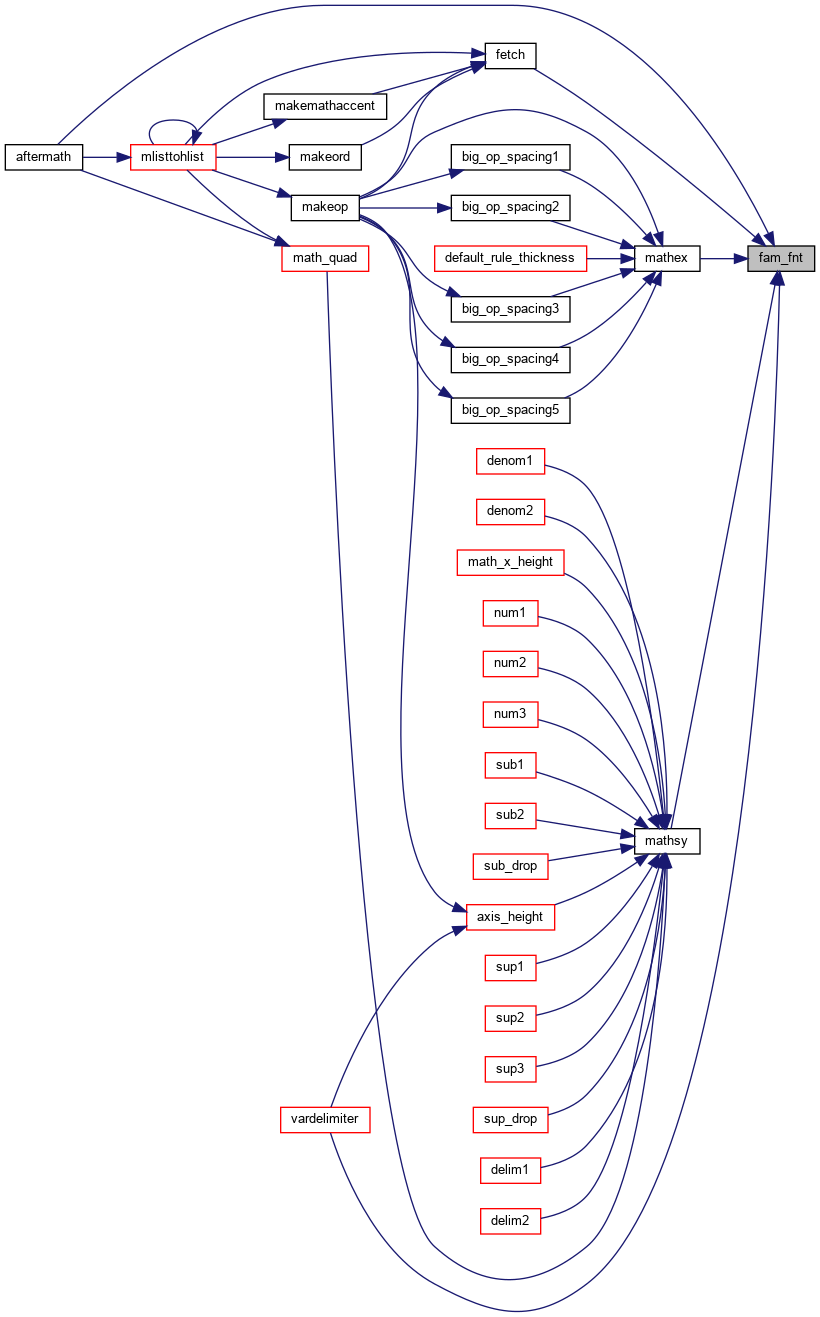 fetch
makemathaccent
aftermath
mlisttohlist
makeord
big_op_spacing1
makeop
big_op_spacing2
math_quad
default_rule_thickness
mathex
fam_fnt
big_op_spacing3
big_op_spacing4
big_op_spacing5
denom1
denom2
math_x_height
num1
num2
num3
sub1
sub2
mathsy
sub_drop
axis_height
sup1
sup2
sup3
vardelimiter
sup_drop
delim1
delim2